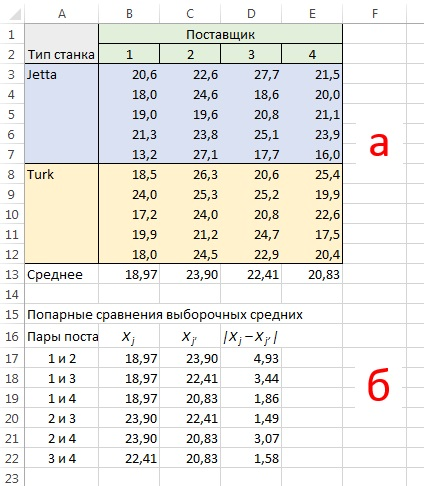 A B C D E F
1 Поставщик
2 Тип станка 1 2 3 4
3 Jetta 20,6 22,6 27,7 21,5
4 18,0 24,6 18,6 20,0
5 19,0 19,6 20,8 21,1
6 21,3 23,8 25,1 23,9
7 13,2 27,1 17,7 16,0
а
8 Turk 18,5 26,3 20,6 25,4
9 24,0 25,3 25,2 19,9
10 17,2 24,0 20,8 22,6
11 19,9 21,2 24,7 17,5
12 18,0 24,5 22,9 20,4
13 Среднее 18,97 23,90 22,41 20,83
14
15 Попарные сравнения выборочных средних
16 Пары поста X j X j' | X j – X j' |
17 1 и 2 18,97 23,90 4,93
18 1 и 3 18,97 22,41 3,44
19 1 и 4 18,97 20,83 1,86
б
20 2 и 3 23,90 22,41 1,49
21 2 и 4 23,90 20,83 3,07
22 3 и 4 22,41 20,83 1,58
23